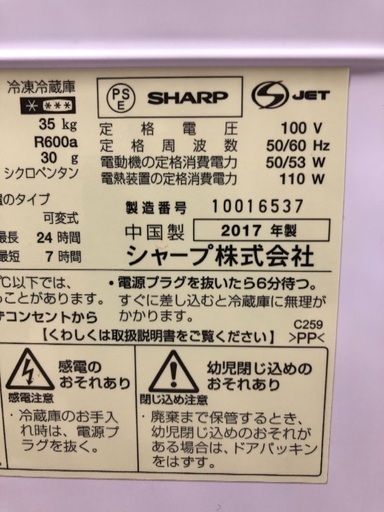 冷凍冷蔵庫
PS
E
SHARP
S JET
35 kg
R600a
30 g
シクロペンタン
定格電圧 100 V
定格周波数 50/60 Hz
電動機の定格消費電力 50/53 W
電熱装置の定格消費電力 110 W
のタイプ
可変式
最長 24 時間
最短 7 時間
製造番号 10016537
中国製 2017 年製
シャープ株式会社
℃以下では、
ことがあります。
コンセントから
・電源プラグを抜いたら6分待つ。
すぐに差し込むと冷蔵庫に無理が
かかります。
C259
【くわしくは取扱説明書をご覧ください】 >PP<
感電の
おそれあり
感電注意
・冷蔵庫のお手入
れ時は、電源プ
ラグを抜く。
幼児閉じ込めの
おそれあり
閉じ込め注意
・廃棄まで保管するとき、
幼児閉じ込めのおそれが
ある場合は、ドアパッキン
をはずす。